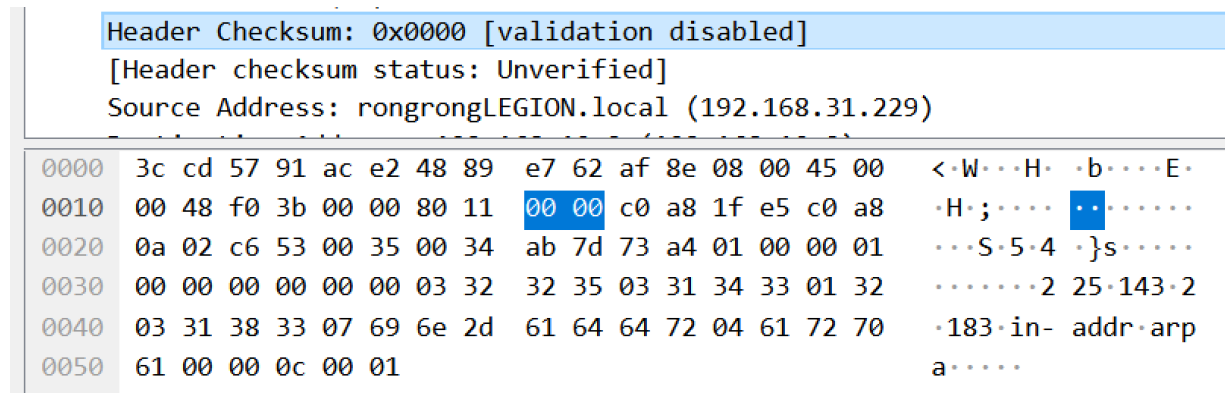 Header Checksum: 0x0000 [validation disabled]
[Header checksum status: Unverified]
Source Address: rongrongLEGION.local (192.168.31.229)
0000 3c cd 57 91 ac e2 48 89 e7 62 af 8e 08 00 45 00 <·W···H· ·b····E·
0010 00 48 f0 3b 00 00 80 11 00 00 c0 a8 1f e5 c0 a8 ·H·;···· ········
0020 0a 02 c6 53 00 35 00 34 ab 7d 73 a4 01 00 00 01 ···S·5·4 ·}s·····
0030 00 00 00 00 00 00 03 32 32 35 03 31 34 33 01 32 ·······2 25·143·2
0040 03 31 38 33 07 69 6e 2d 61 64 64 72 04 61 72 70 ·183·in- addr·arp
0050 61 00 00 0c 00 01 a·····